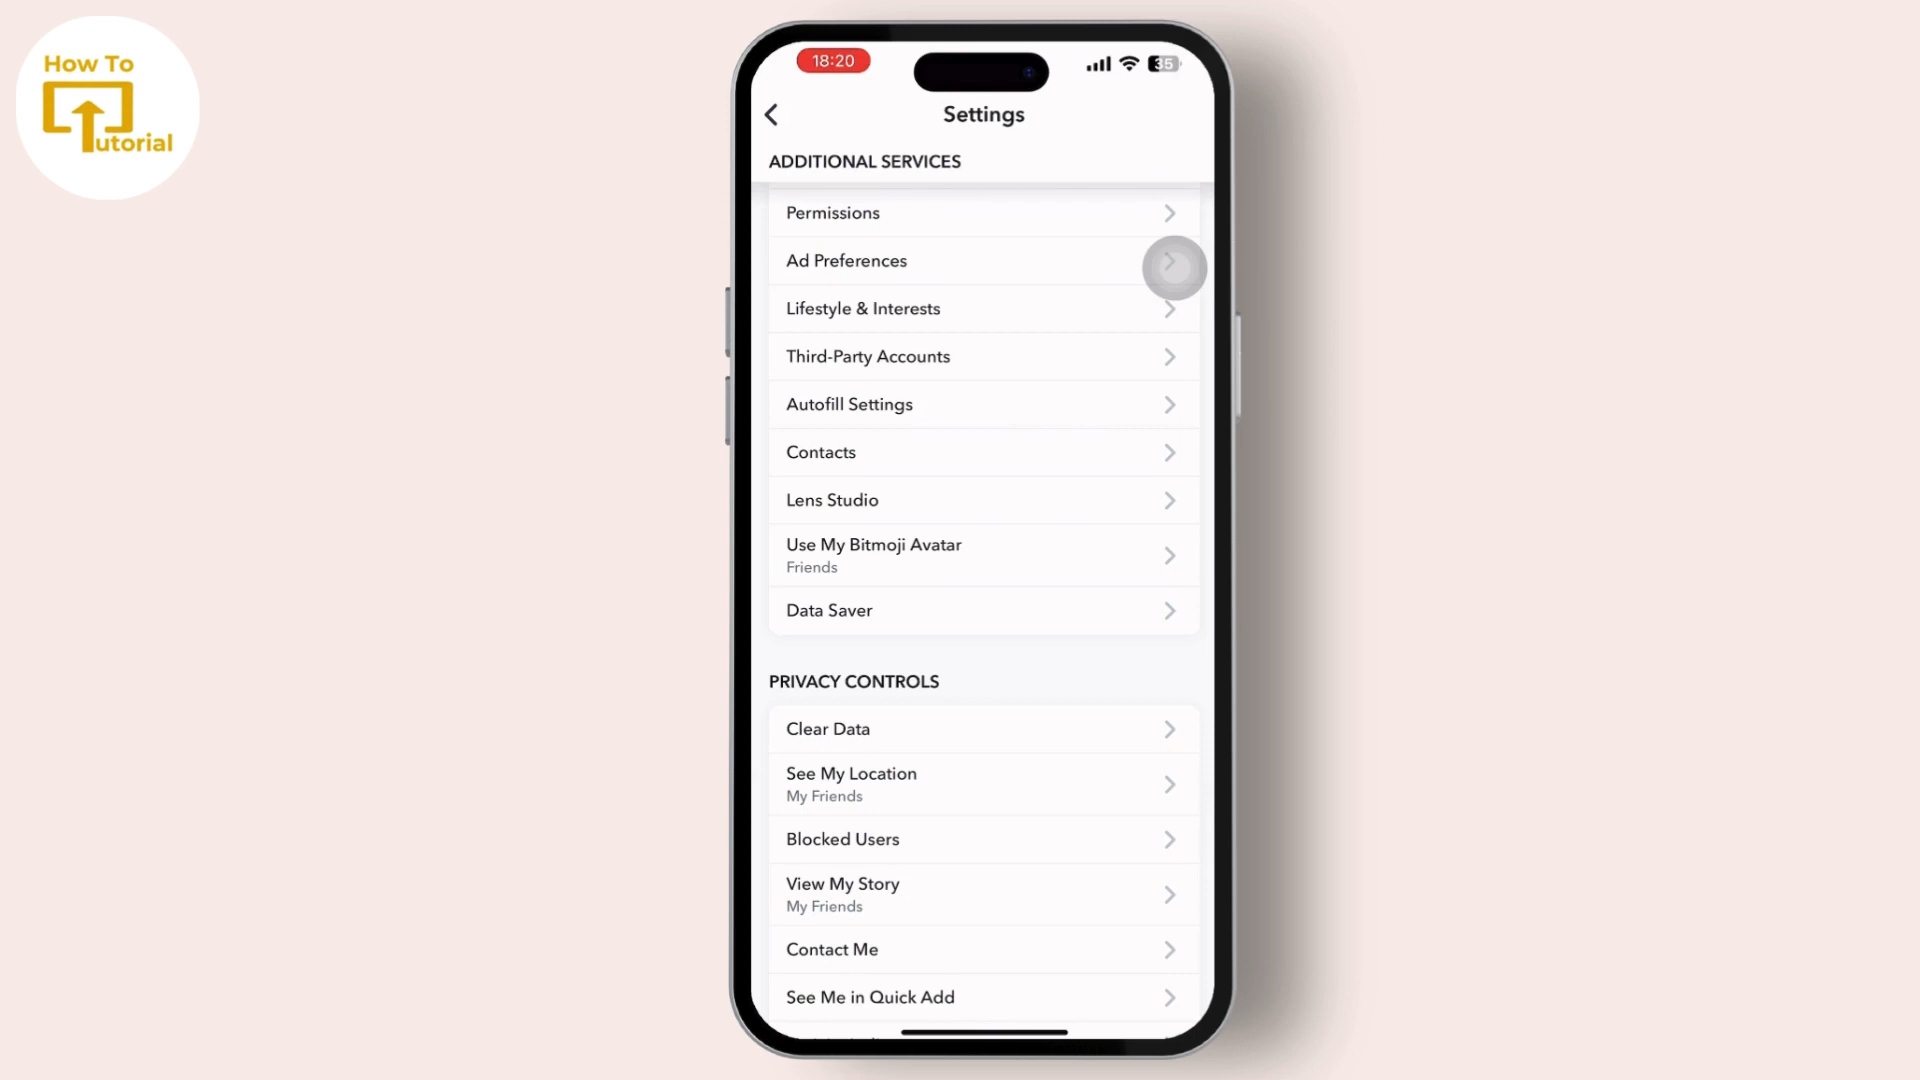 How To
utorial
18:20
35
Settings
ADDITIONAL SERVICES
Permissions
Ad Preferences
Lifestyle & Interests
Third-Party Accounts
Autofill Settings
Contacts
Lens Studio
Use My Bitmoji Avatar
Friends
Data Saver
PRIVACY CONTROLS
Clear Data
See My Location
My Friends
Blocked Users
View My Story
My Friends
Contact Me
See Me in Quick Add